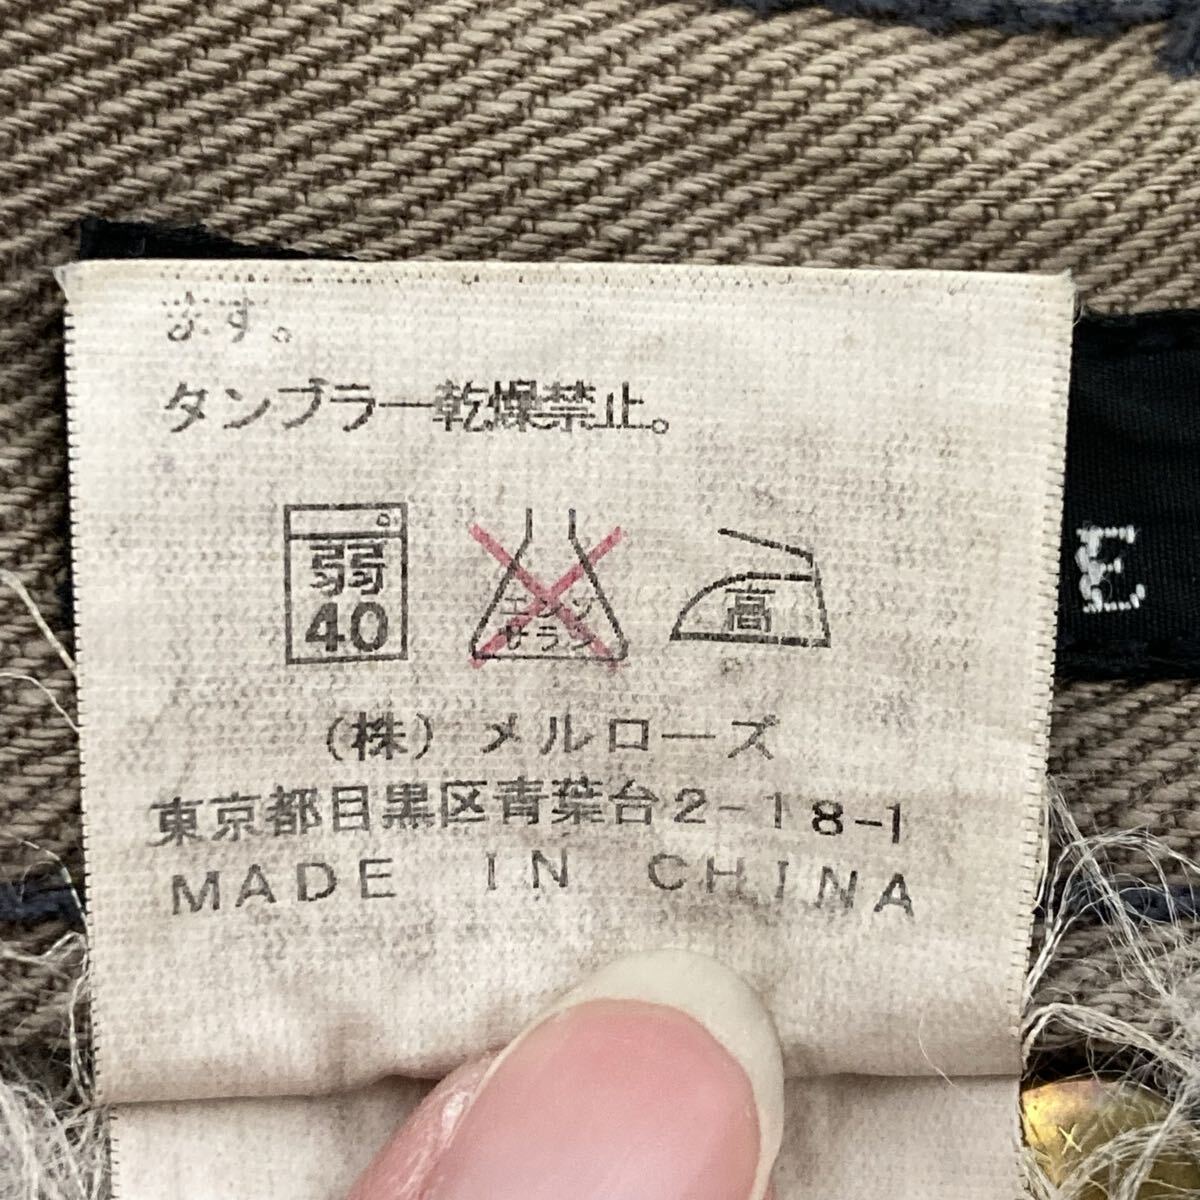 ます。
タンブラー乾燥禁止。
弱
40
エンソ
サラシ
高
(株) メルローズ
東京都目黒区青葉台2-18-1
MADE IN CHINA